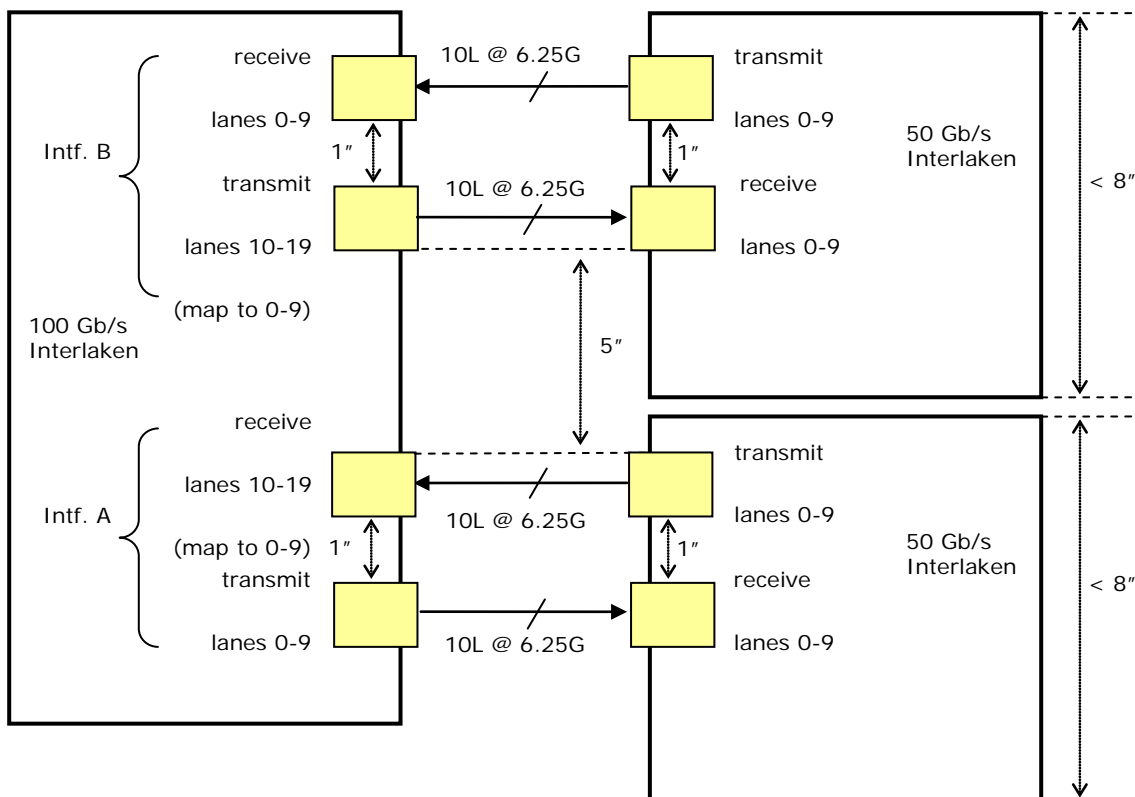 receive
10L @ 6.25G
transmit
lanes 0-9
lanes 0-9
50 Gb/s
Interlaken
Intf. B
1″
1″
transmit
10L @ 6.25G
receive
< 8″
lanes 10-19
lanes 0-9
(map to 0-9)
100 Gb/s
Interlaken
5″
receive
transmit
lanes 10-19
10L @ 6.25G
lanes 0-9
Intf. A
(map to 0-9)
1″
1″
50 Gb/s
Interlaken
transmit
receive
< 8″
lanes 0-9
10L @ 6.25G
lanes 0-9